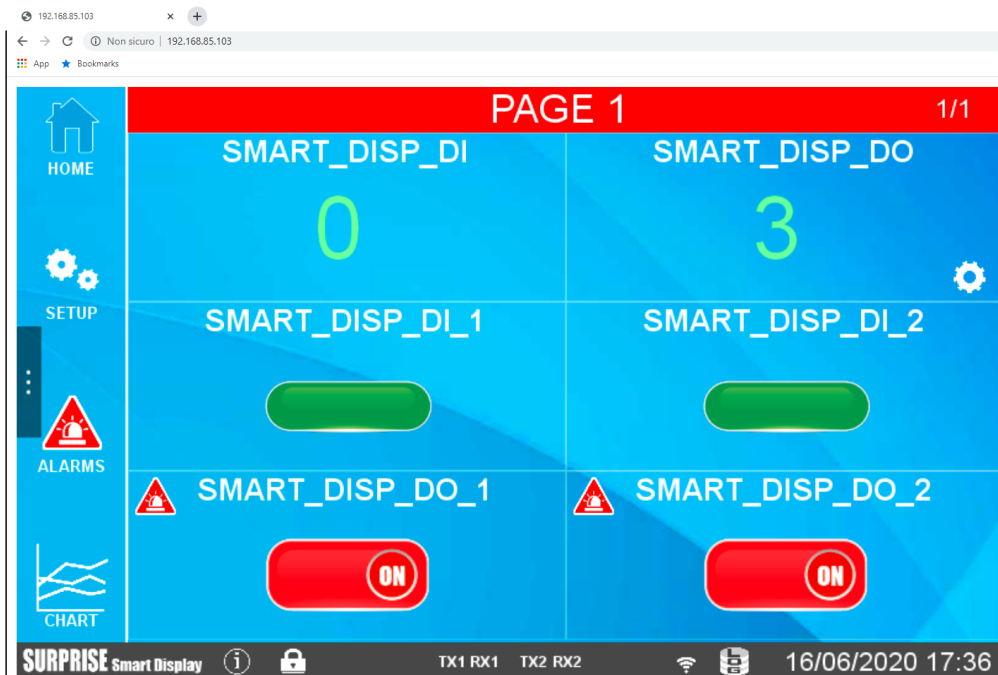 192.168.85.103
Non sicuro | 192.168.85.103
App Bookmarks
PAGE 1 1/1
HOME
SMART_DISP_DI SMART_DISP_DO
0 3
SETUP
SMART_DISP_DI_1 SMART_DISP_DI_2
ALARMS
SMART_DISP_DO_1 SMART_DISP_DO_2
ON ON
CHART
SURPRISE Smart Display TX1 RX1 TX2 RX2 16/06/2020 17:36